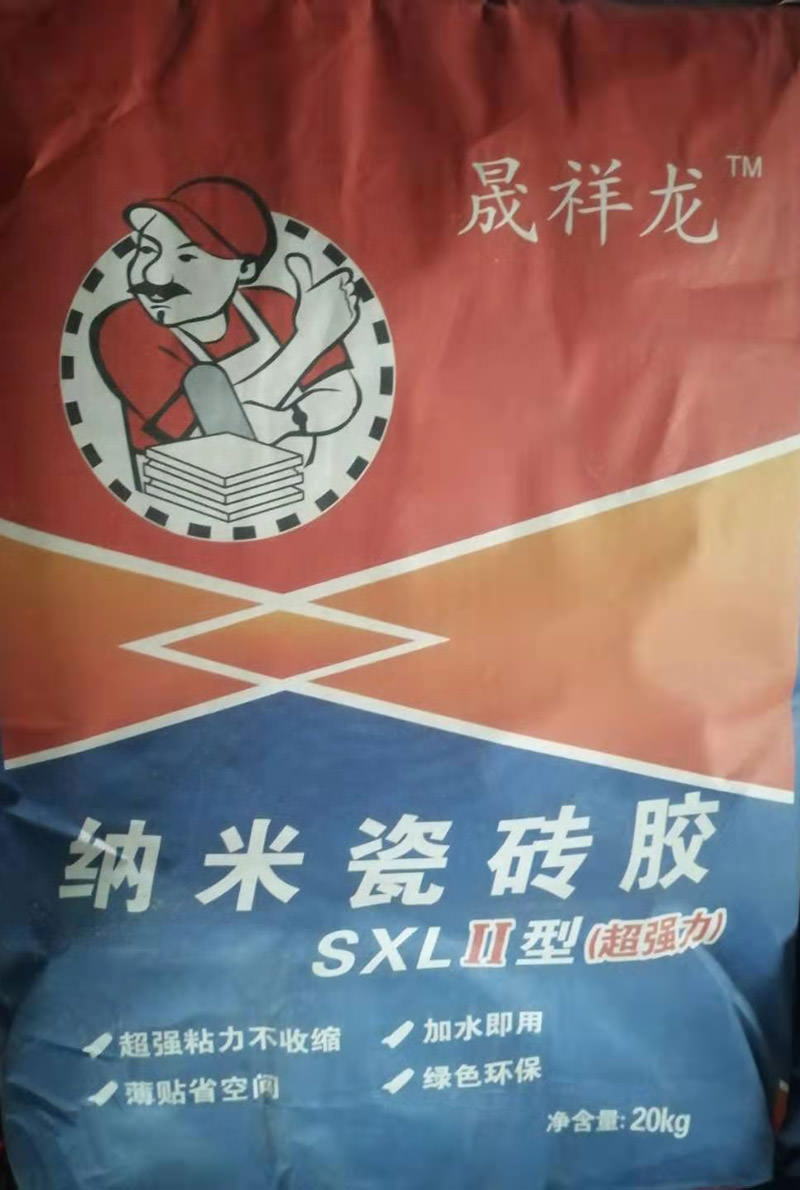 晟祥龙TM
纳米瓷砖胶
SXLII型(超强力)
超强粘力不收缩
加水即用
薄贴省空间
绿色环保
净含量:20kg